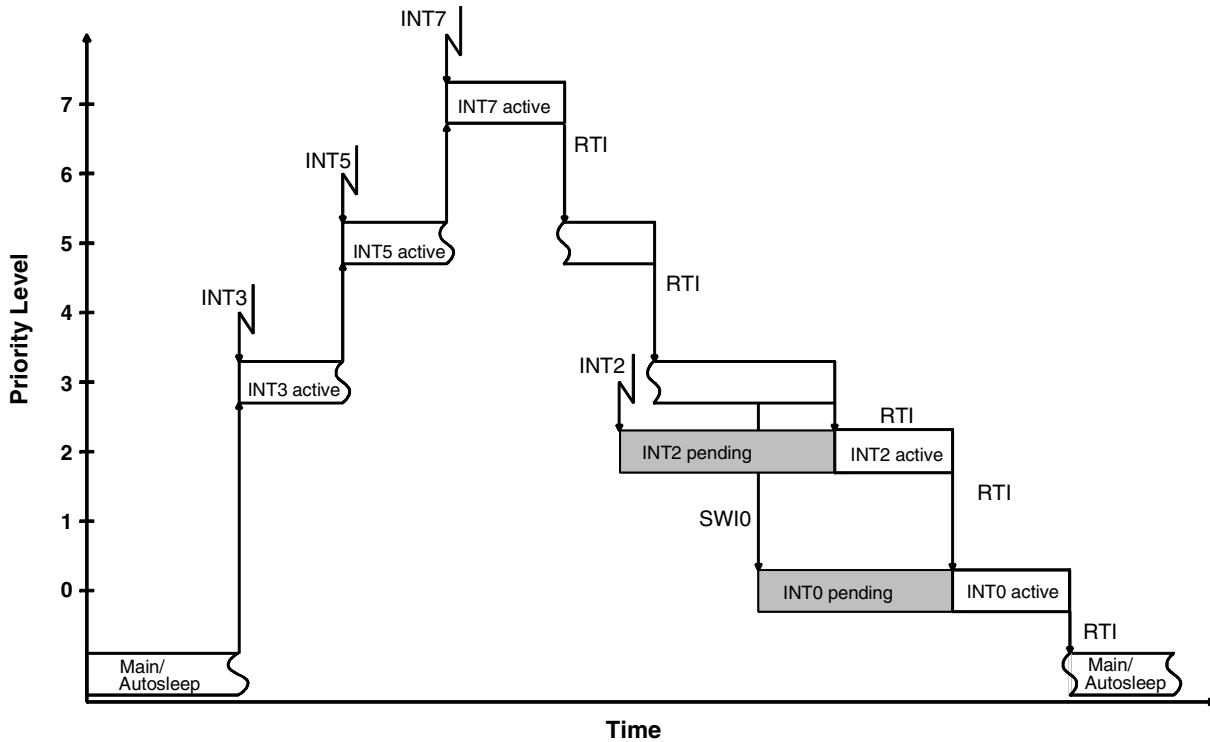 INT7
7
INT7 active
RTI
INT5
6
5
INT5 active
RTI
INT3
4
INT2
3
INT3 active
RTI
2
INT2 pending
INT2 active
RTI
1
SWI0
0
INT0 pending
INT0 active
RTI
Main/
Autosleep
Main/
Autosleep
Priority Level
Time